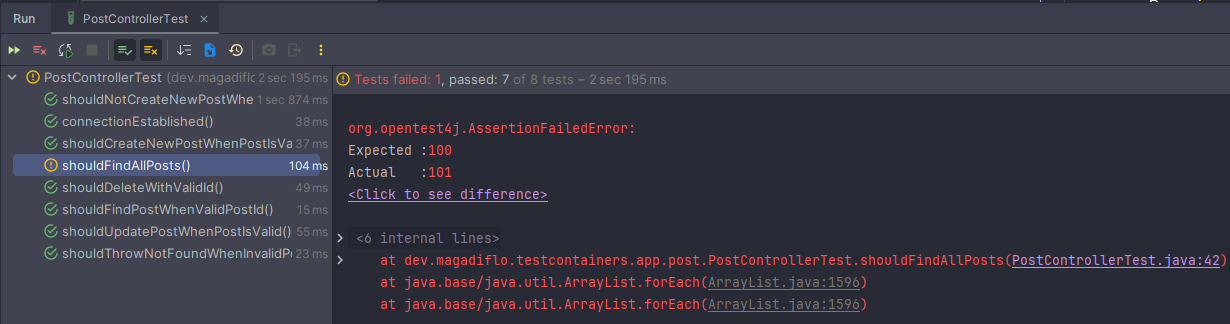 Run PostControllerTest
PostControllerTest (dev.magadiflo 2 sec 195 ms
shouldNotCreateNewPostWhe 1 sec 874 ms
connectionEstablished() 38 ms
shouldCreateNewPostWhenPostIsVa 37 ms
shouldFindAllPosts() 104 ms
shouldDeleteWithValidId() 49 ms
shouldFindPostWhenValidPostId() 15 ms
shouldUpdatePostWhenPostIsValid() 55 ms
shouldThrowNotFoundWhenInvalidP 23 ms
Tests failed: 1, passed: 7 of 8 tests – 2 sec 195 ms
org.opentest4j.AssertionFailedError:
Expected :100
Actual :101
<Click to see difference>
<6 internal lines>
at dev.magadiflo.testcontainers.app.post.PostControllerTest.shouldFindAllPosts(PostControllerTest.java:42)
at java.base/java.util.ArrayList.forEach(ArrayList.java:1596)
at java.base/java.util.ArrayList.forEach(ArrayList.java:1596)